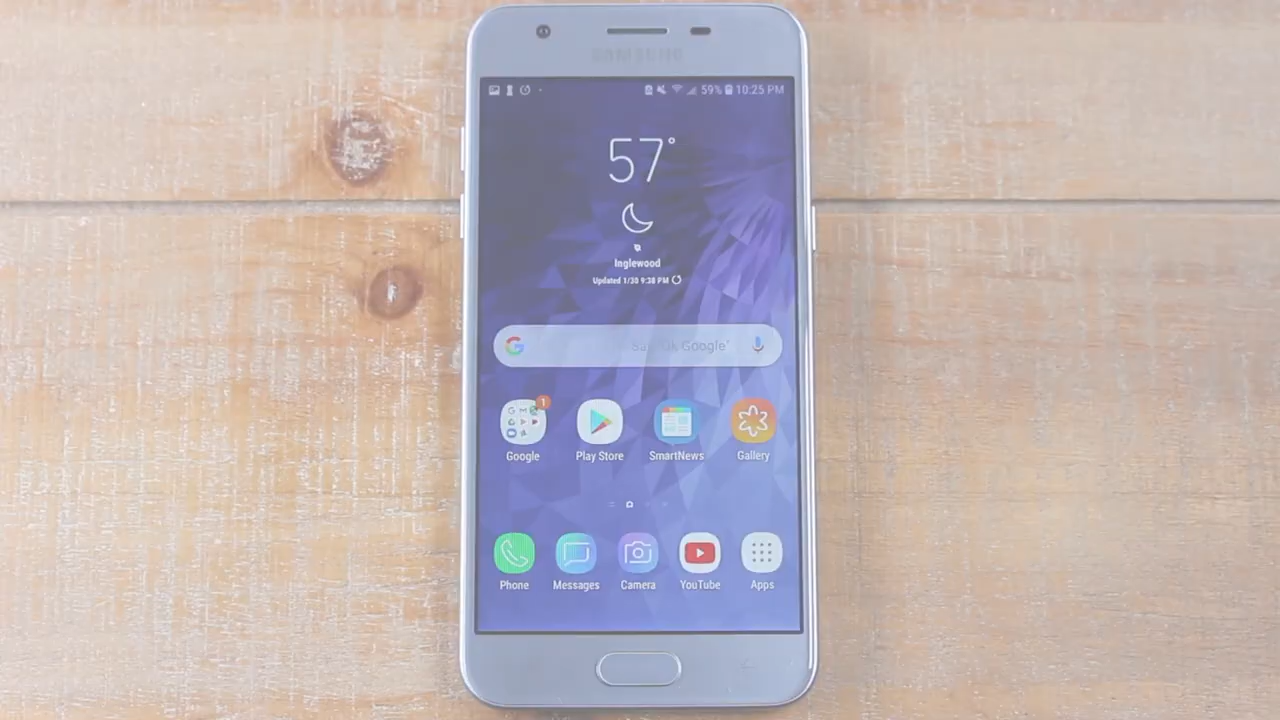 SAMSUNG
59% 10:25 PM
57°
Inglewood
Updated 1/30 9:38 PM
Say "Ok Google"
1
Google Play Store SmartNews Gallery
Phone Messages Camera YouTube Apps